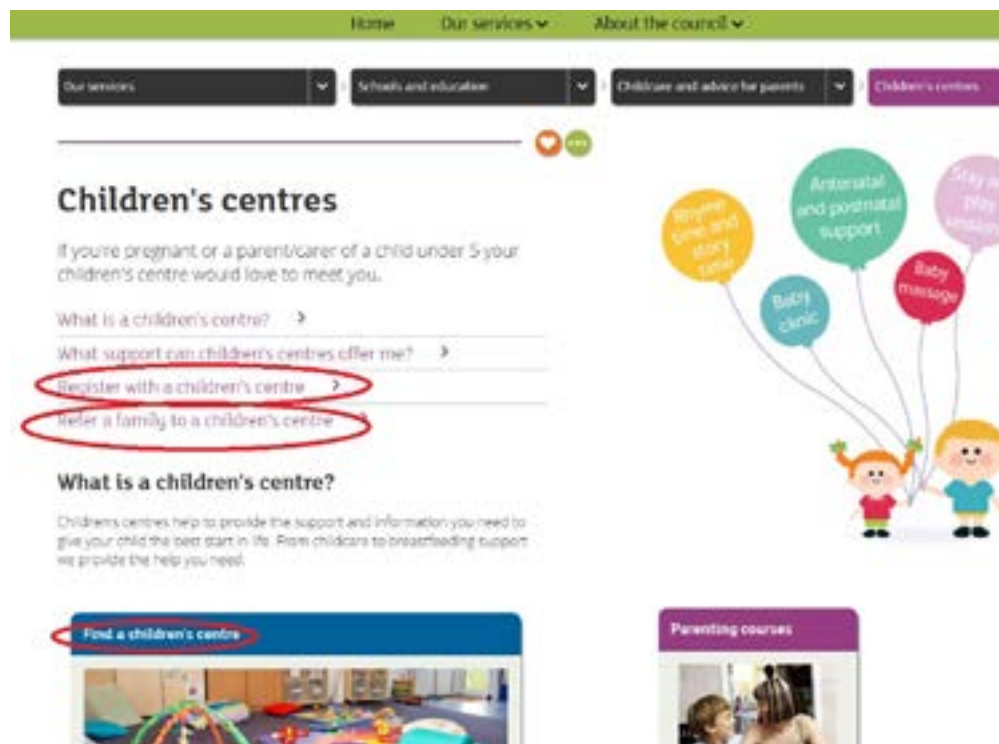 Home Our services About the council
Our services Schools and education Childcare and advice for parents Children's centres
Children's centres
If you're pregnant or a parent/carer of a child under 5 your
children's centre would love to meet you.
What is a children's centre?
What support can children's centres offer me?
Register with a children's centre
Refer a family to a children's centre
Rhyme
time and
story
time
Antenatal
and postnatal
support
Stay
play
Baby
clinic
Baby
massage
What is a children's centre?
Children's centres help to provide the support and information you need to
give your child the best start in life. From childcare to breastfeeding support
we provide the help you need.
Find a children's centre
Parenting courses